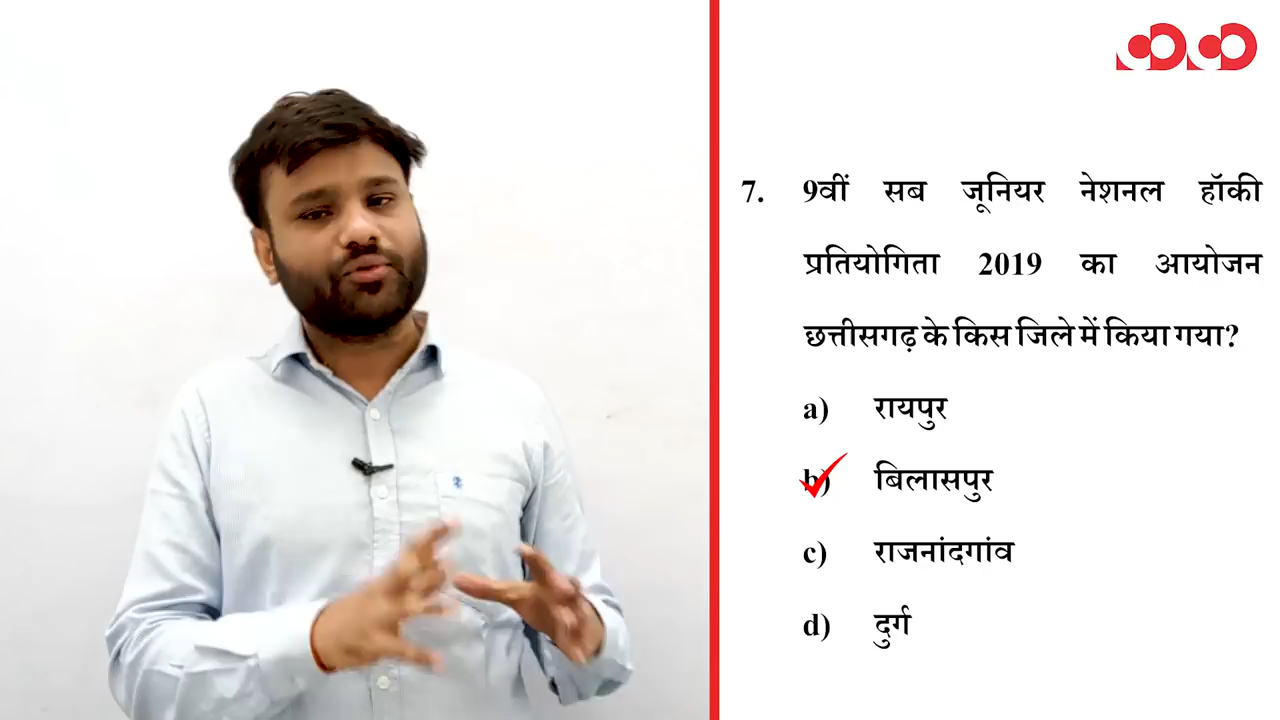 7. 9वीं सब जूनियर नेशनल हॉकी
प्रतियोगिता 2019 का आयोजन
छत्तीसगढ़ के किस जिले में किया गया?
a) रायपुर
b) बिलासपुर
c) राजनांदगांव
d) दुर्ग